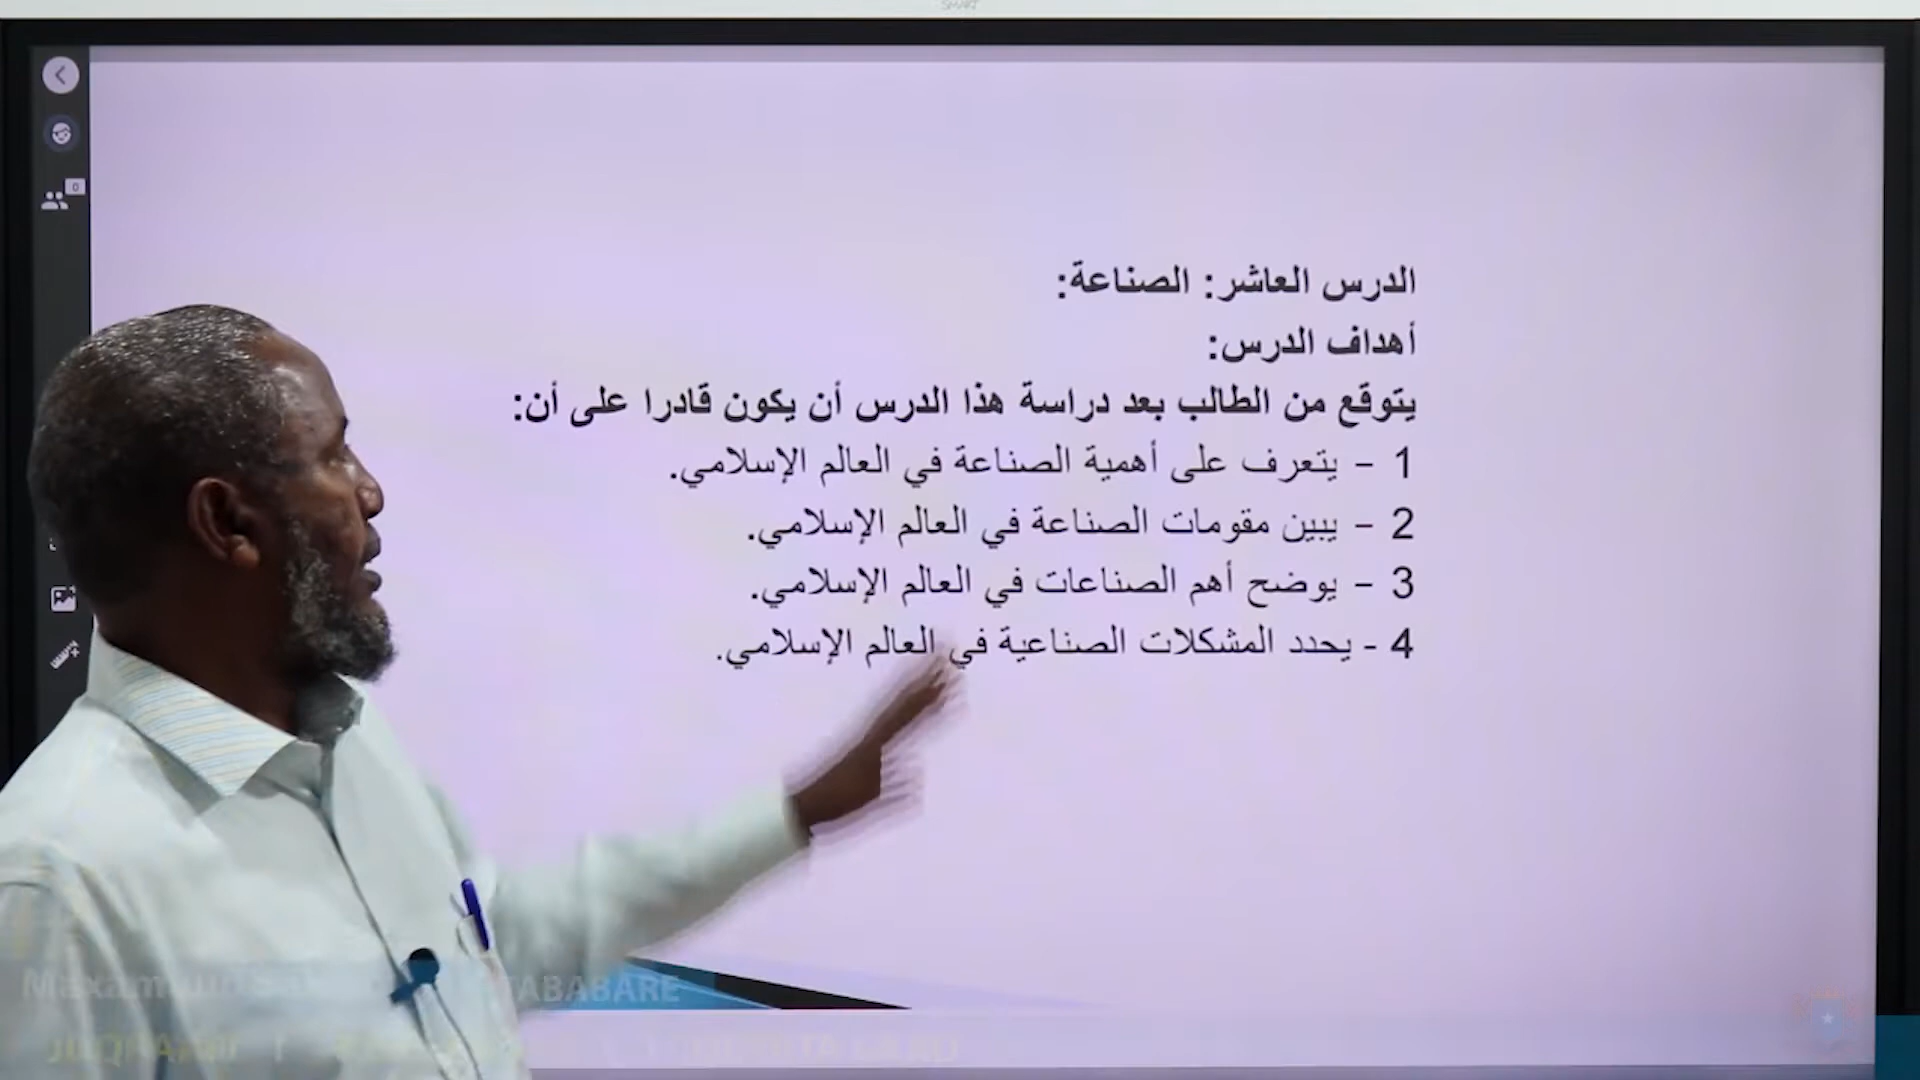 SMART
0
الدرس العاشر: الصناعة:
أهداف الدرس:
يتوقع من الطالب بعد دراسة هذا الدرس أن يكون قادرا على أن:
1 – يتعرف على أهمية الصناعة في العالم الإسلامي.
2 – يبين مقومات الصناعة في العالم الإسلامي.
3 – يوضح أهم الصناعات في العالم الإسلامي.
4 - يحدد المشكلات الصناعية في العالم الإسلامي.